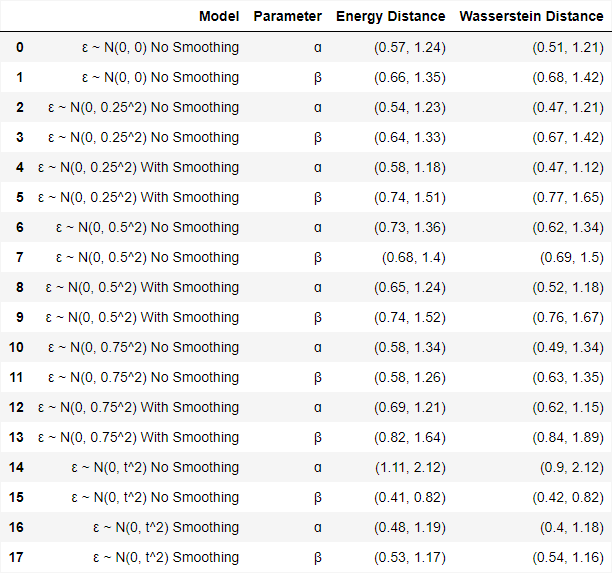 Model Parameter Energy Distance Wasserstein Distance
0 ε ~ N(0, 0) No Smoothing α (0.57, 1.24) (0.51, 1.21)
1 ε ~ N(0, 0) No Smoothing β (0.66, 1.35) (0.68, 1.42)
2 ε ~ N(0, 0.25^2) No Smoothing α (0.54, 1.23) (0.47, 1.21)
3 ε ~ N(0, 0.25^2) No Smoothing β (0.64, 1.33) (0.67, 1.42)
4 ε ~ N(0, 0.25^2) With Smoothing α (0.58, 1.18) (0.47, 1.12)
5 ε ~ N(0, 0.25^2) With Smoothing β (0.74, 1.51) (0.77, 1.65)
6 ε ~ N(0, 0.5^2) No Smoothing α (0.73, 1.36) (0.62, 1.34)
7 ε ~ N(0, 0.5^2) No Smoothing β (0.68, 1.4) (0.69, 1.5)
8 ε ~ N(0, 0.5^2) With Smoothing α (0.65, 1.24) (0.52, 1.18)
9 ε ~ N(0, 0.5^2) With Smoothing β (0.74, 1.52) (0.76, 1.67)
10 ε ~ N(0, 0.75^2) No Smoothing α (0.58, 1.34) (0.49, 1.34)
11 ε ~ N(0, 0.75^2) No Smoothing β (0.58, 1.26) (0.63, 1.35)
12 ε ~ N(0, 0.75^2) With Smoothing α (0.69, 1.21) (0.62, 1.15)
13 ε ~ N(0, 0.75^2) With Smoothing β (0.82, 1.64) (0.84, 1.89)
14 ε ~ N(0, t^2) No Smoothing α (1.11, 2.12) (0.9, 2.12)
15 ε ~ N(0, t^2) No Smoothing β (0.41, 0.82) (0.42, 0.82)
16 ε ~ N(0, t^2) Smoothing α (0.48, 1.19) (0.4, 1.18)
17 ε ~ N(0, t^2) Smoothing β (0.53, 1.17) (0.54, 1.16)